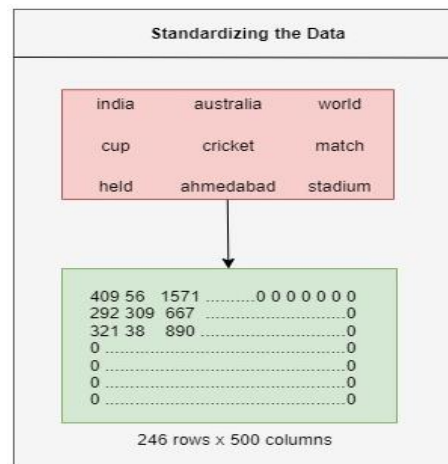 Standardizing the Data
india australia world
cup cricket match
held ahmedabad stadium
409 56 1571 ..........0 0 0 0 0 0 0
292 309 667 ...................................0
321 38 890 ......................................0
0 ...............................................................0
0 ...............................................................0
0 ...............................................................0
0 ...............................................................0
246 rows x 500 columns